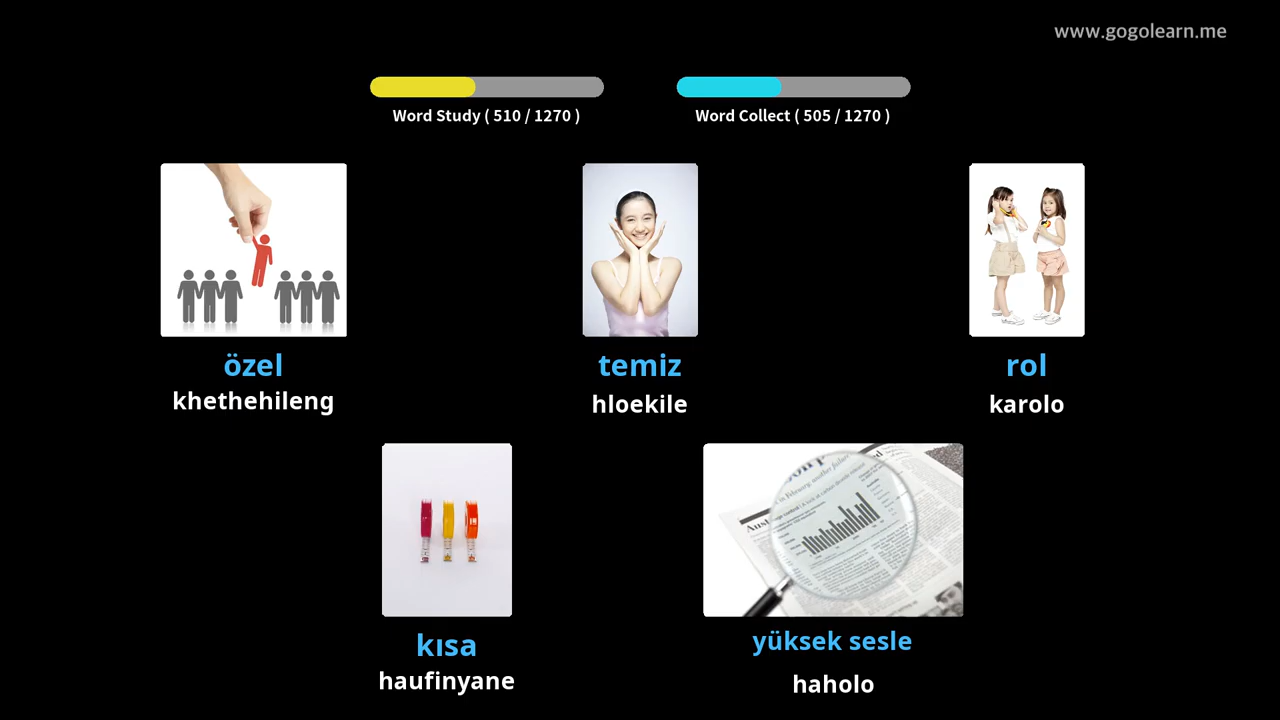 www.gogolearn.me
Word Study ( 510 / 1270 )
Word Collect ( 505 / 1270 )
özel
khethehileng
temiz
hloekile
rol
karolo
kısa
haufinyane
yüksek sesle
haholo